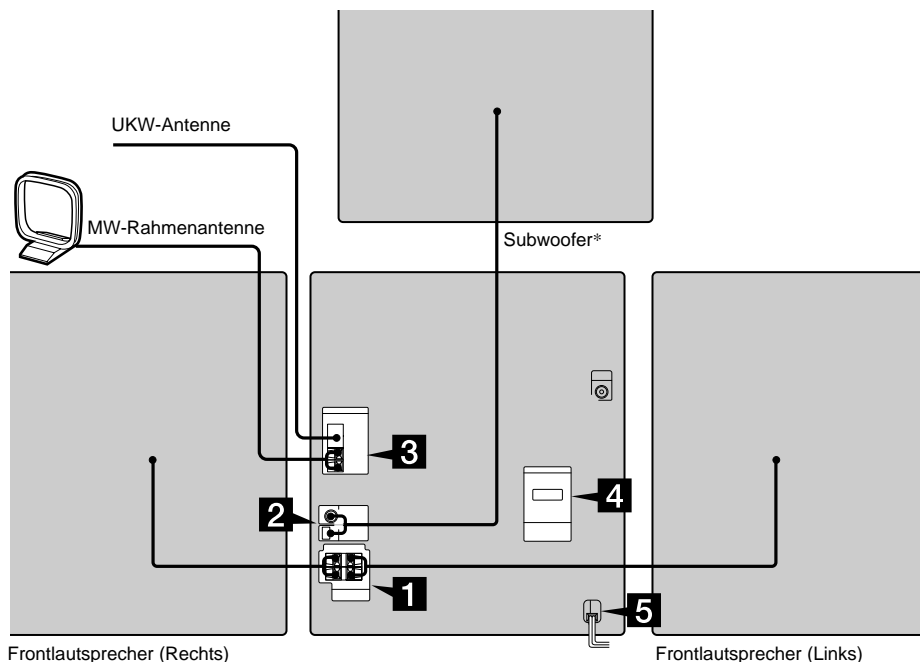 UKW-Antenne
MW-Rahmenantenne
Subwoofer*
3
4
2
1
5
Frontlautsprecher (Rechts)
Frontlautsprecher (Links)